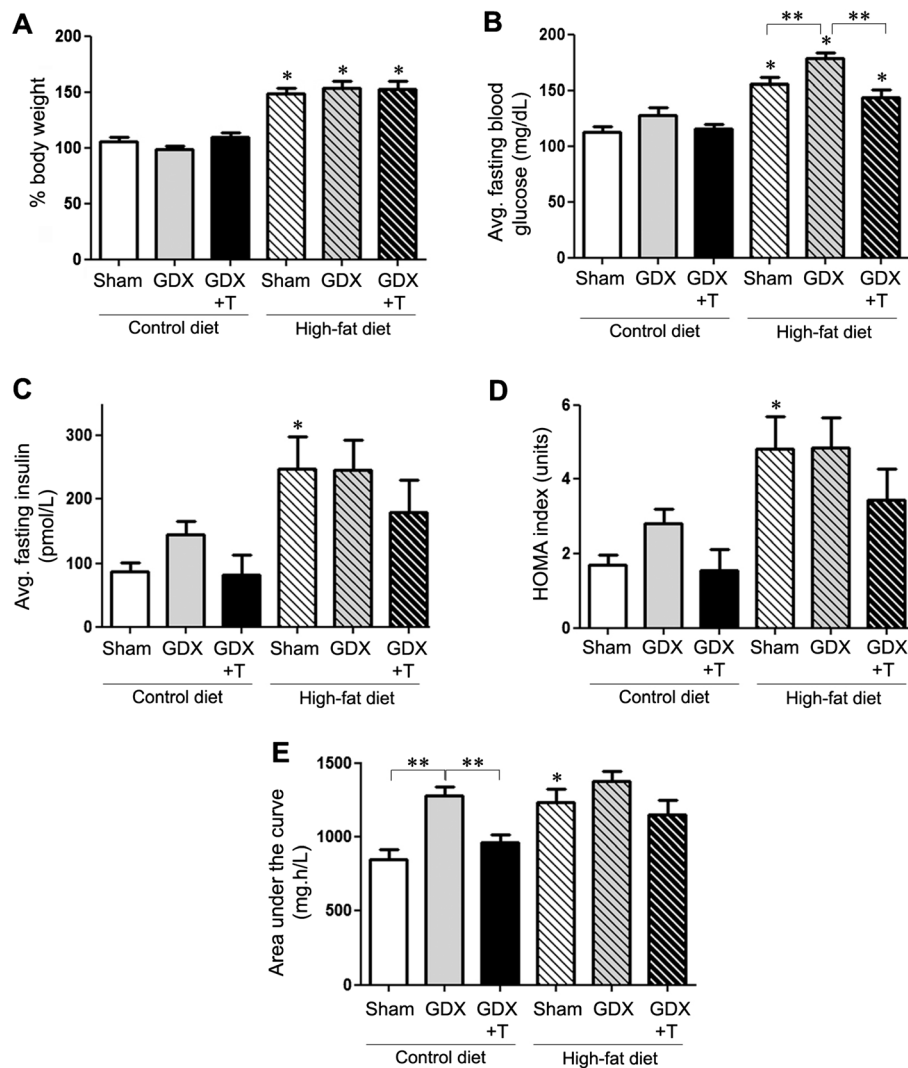 A
% body weight
200
150
100
50
0
* * *
Sham GDX GDX Sham GDX GDX
+T +T
Control diet High-fat diet
B
Avg. fasting blood
glucose (mg/dL)
200
150
100
50
0
** **
* * *
Sham GDX GDX Sham GDX GDX
+T +T
Control diet High-fat diet
C
Avg. fasting insulin
(pmol/L)
300
200
100
0
*
Sham GDX GDX Sham GDX GDX
+T +T
Control diet High-fat diet
D
HOMA index (units)
6
4
2
0
*
Sham GDX GDX Sham GDX GDX
+T +T
Control diet High-fat diet
E
Area under the curve
(mg.h/L)
1500
1000
500
0
** **
*
Sham GDX GDX Sham GDX GDX
+T +T
Control diet High-fat diet